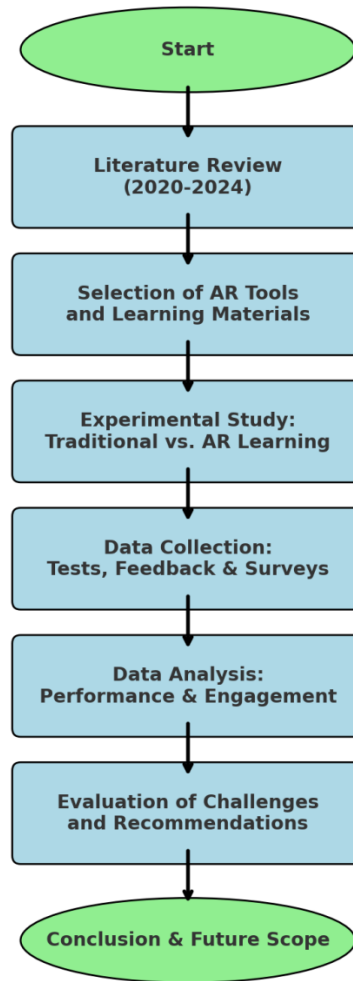 Start
Literature Review
(2020-2024)
Selection of AR Tools
and Learning Materials
Experimental Study:
Traditional vs. AR Learning
Data Collection:
Tests, Feedback & Surveys
Data Analysis:
Performance & Engagement
Evaluation of Challenges
and Recommendations
Conclusion & Future Scope